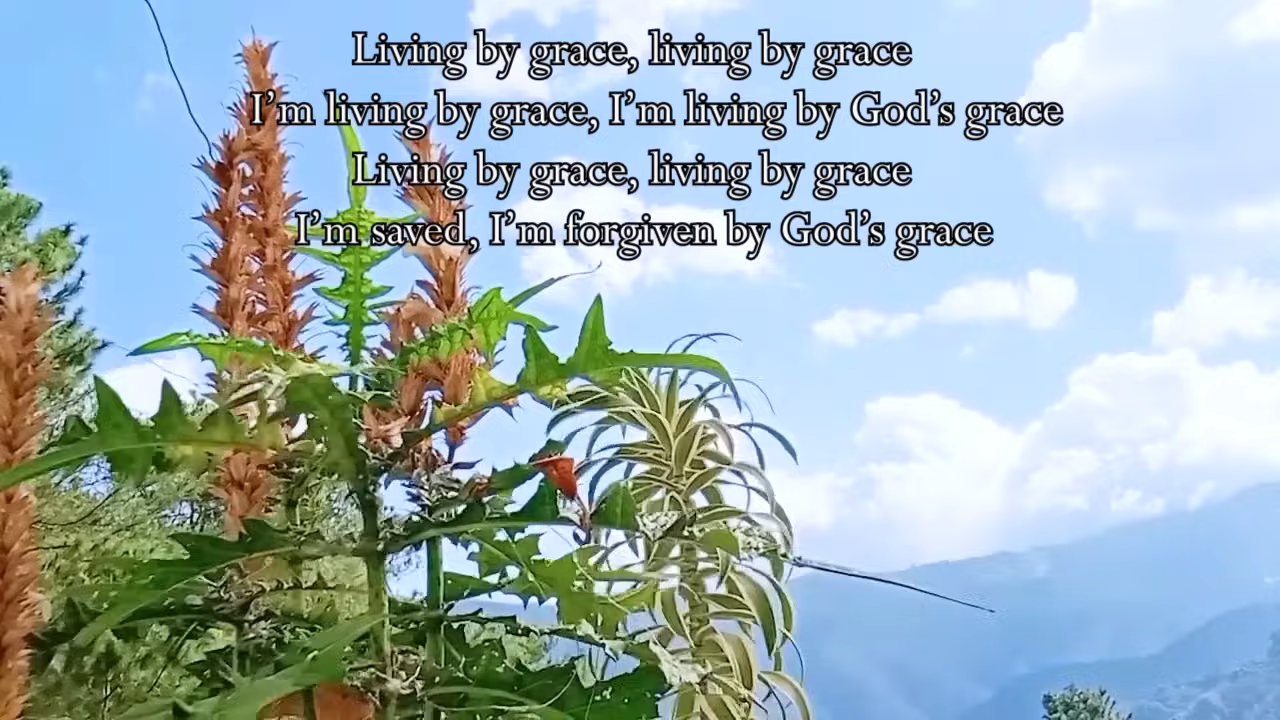 Living by grace, living by grace
I'm living by grace, I'm living by God's grace
Living by grace, living by grace
I'm saved, I'm forgiven by God's grace